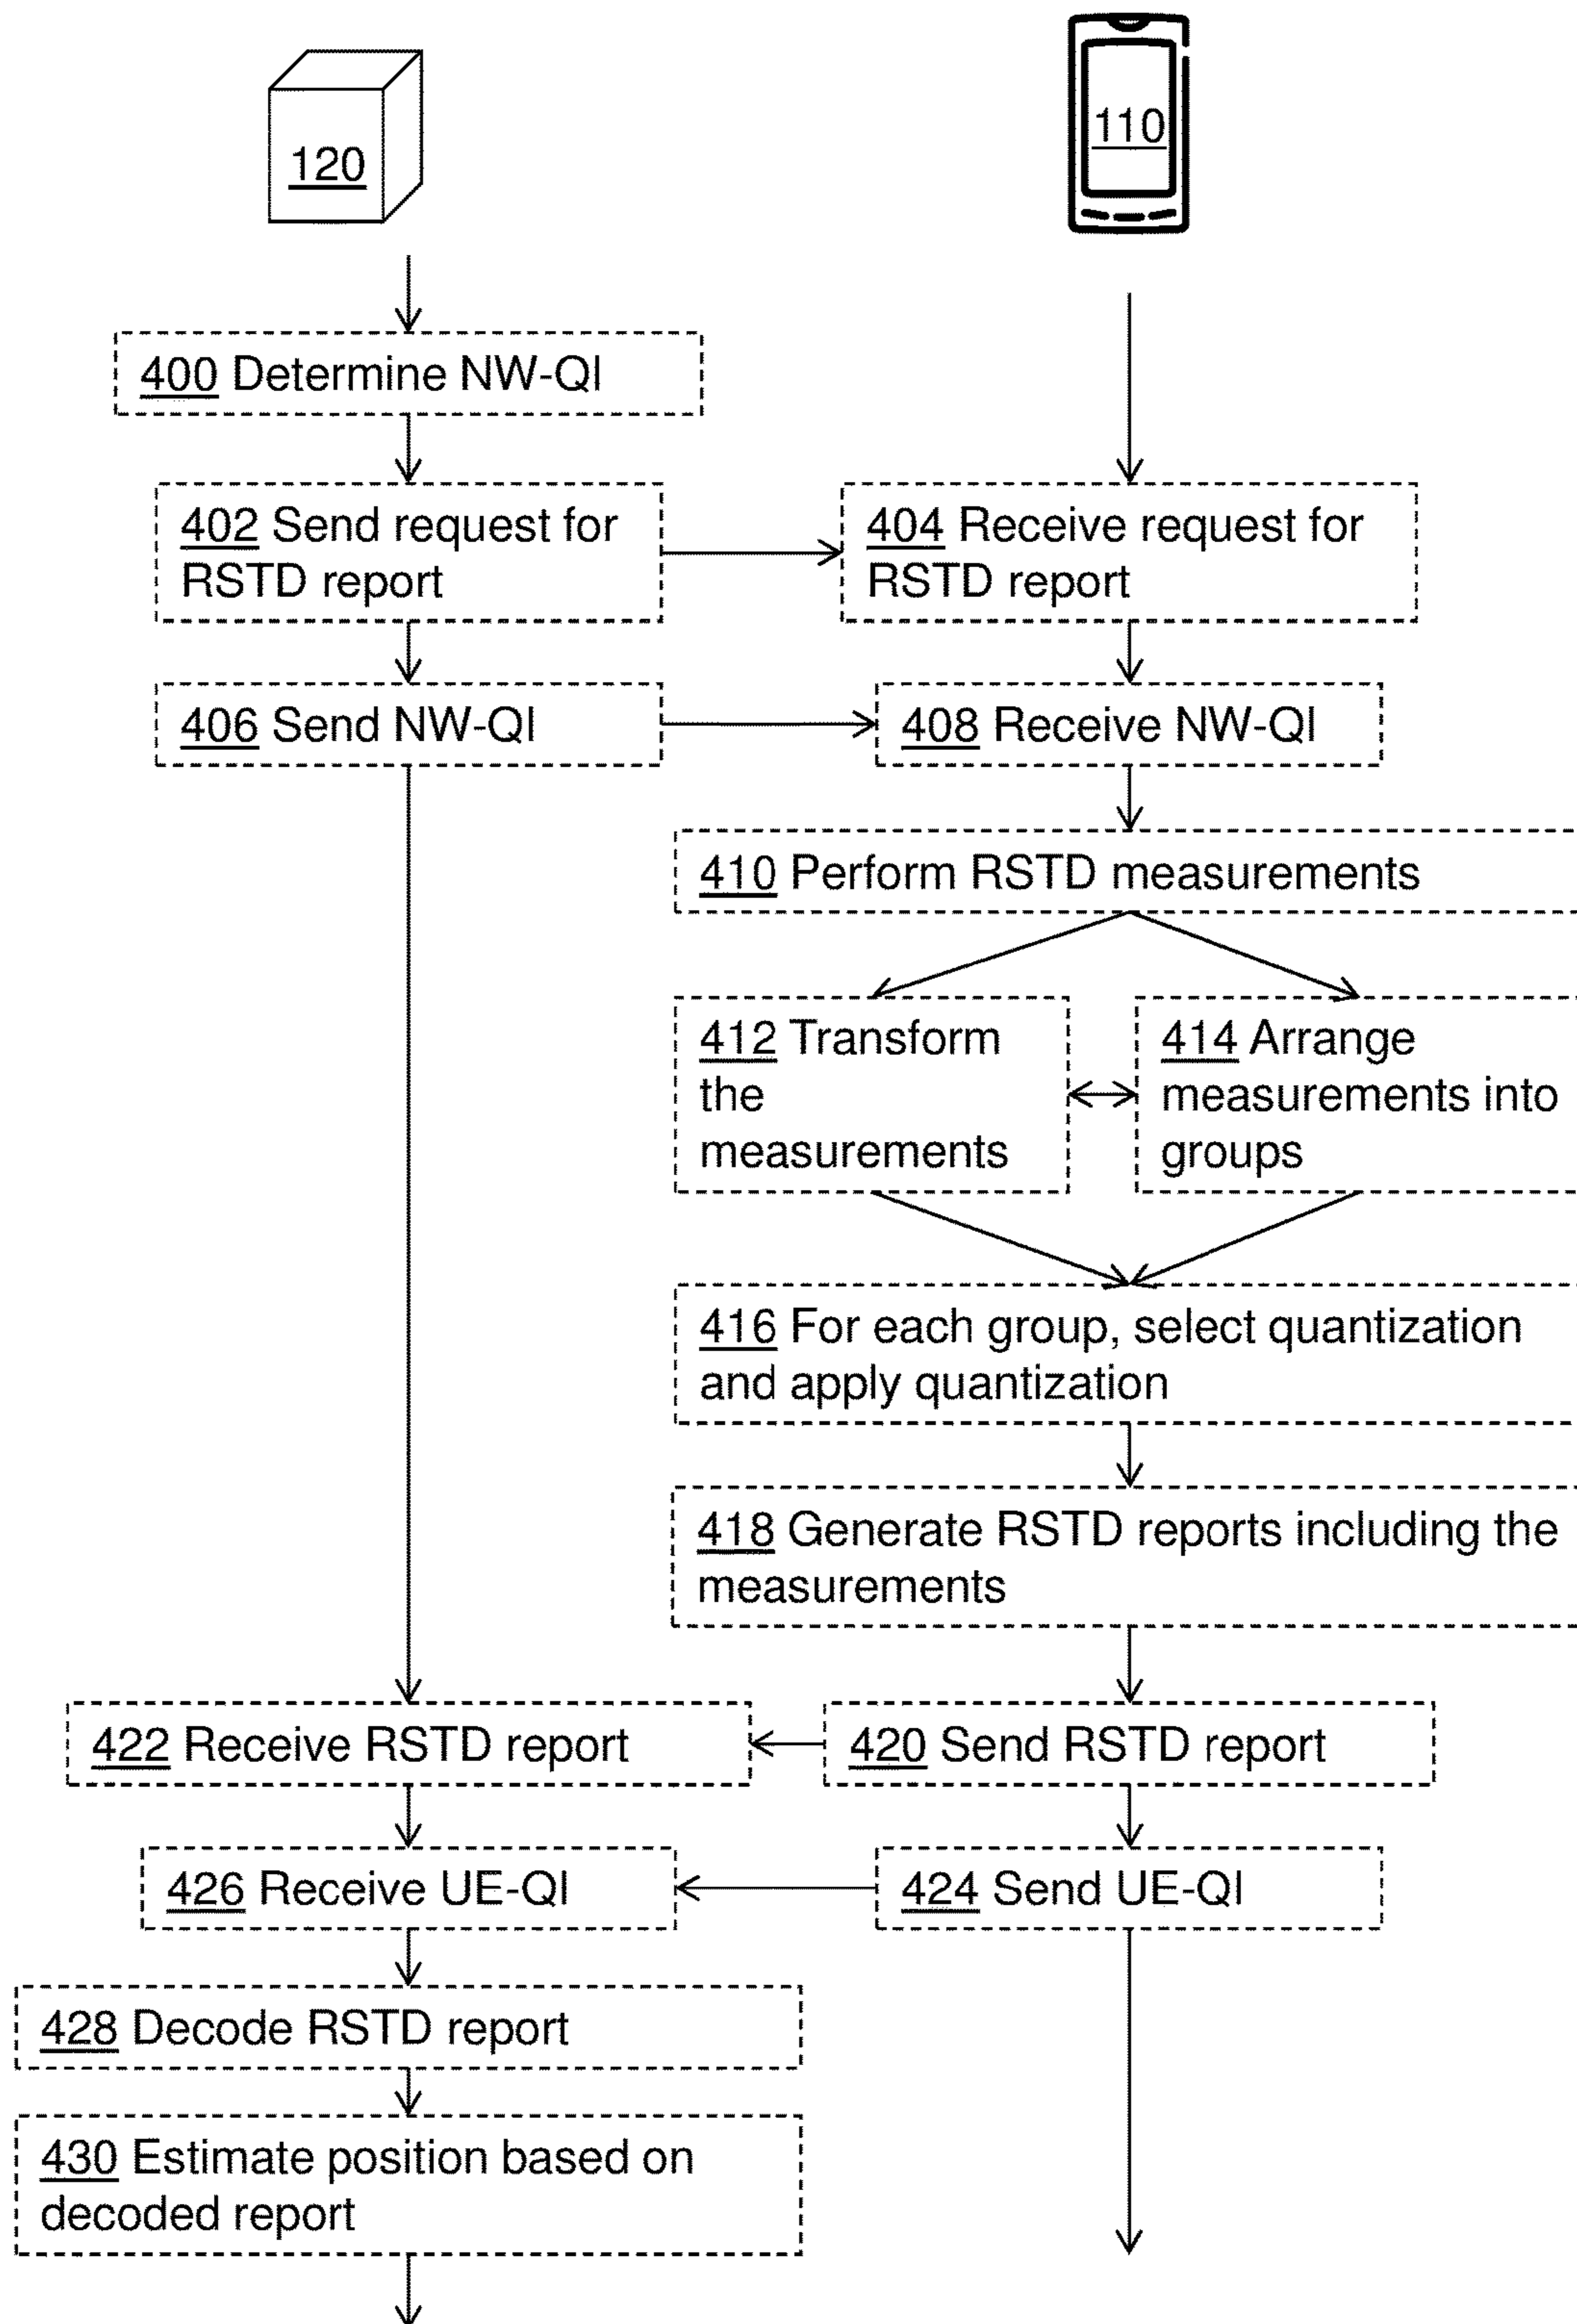 120
110
400 Determine NW-QI
402 Send request for
RSTD report
404 Receive request for
RSTD report
406 Send NW-QI
408 Receive NW-QI
410 Perform RSTD measurements
412 Transform
the
measurements
414 Arrange
measurements into
groups
416 For each group, select quantization
and apply quantization
418 Generate RSTD reports including the
measurements
422 Receive RSTD report
420 Send RSTD report
426 Receive UE-QI
424 Send UE-QI
428 Decode RSTD report
430 Estimate position based on
decoded report